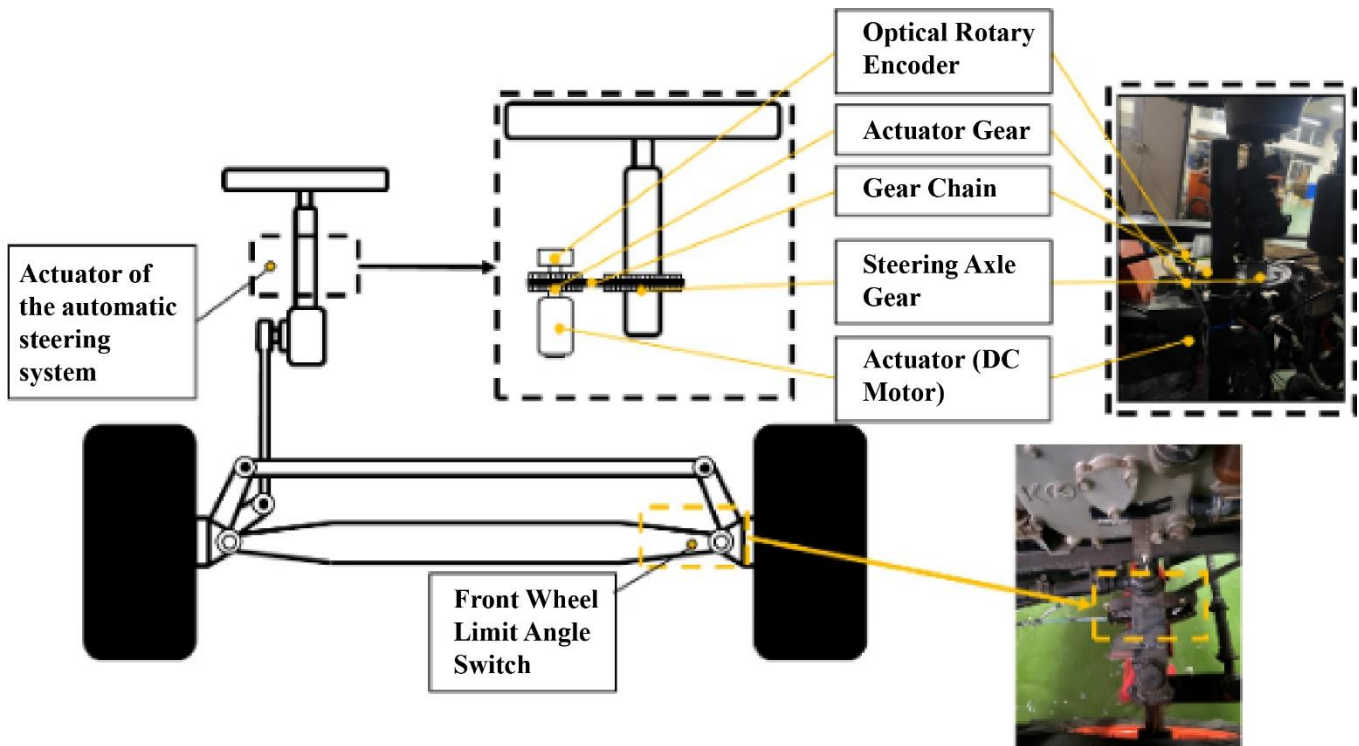 Optical Rotary
Encoder
Actuator Gear
Gear Chain
Steering Axle
Gear
Actuator (DC
Motor)
Actuator of
the automatic
steering
system
Front Wheel
Limit Angle
Switch